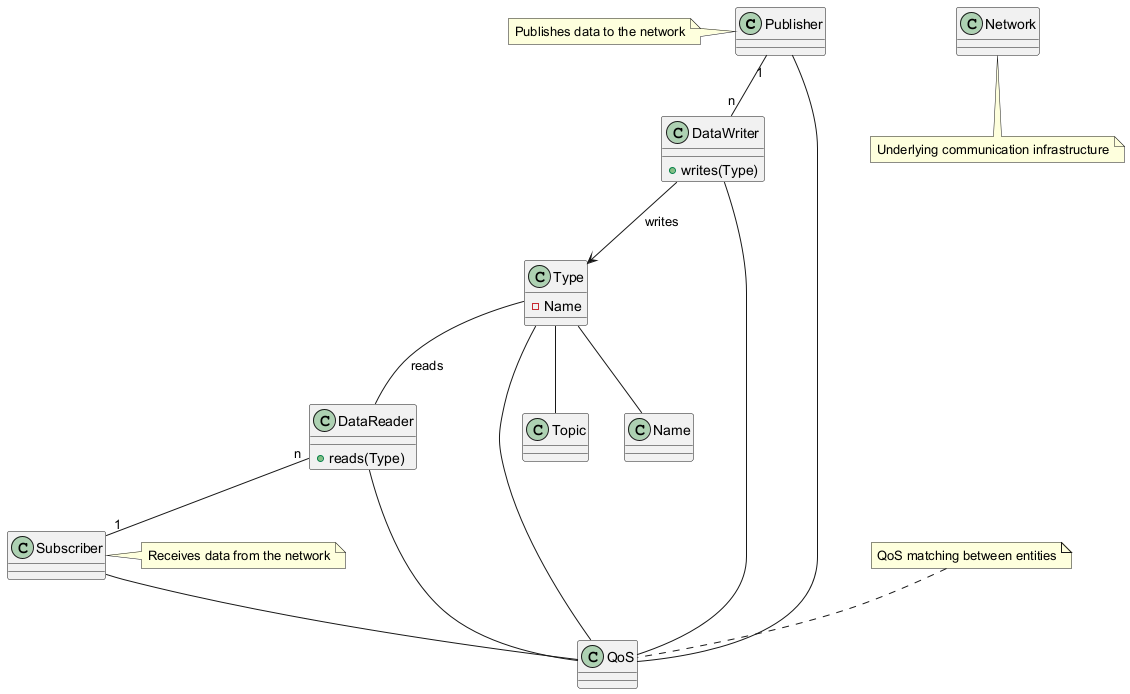 Publishes data to the network
C Publisher
C Network
1
n
Underlying communication infrastructure
C DataWriter
writes(Type)
writes
C Type
Name
reads
C DataReader
reads(Type)
C Topic
C Name
n
1
C Subscriber
Receives data from the network
QoS matching between entities
C QoS